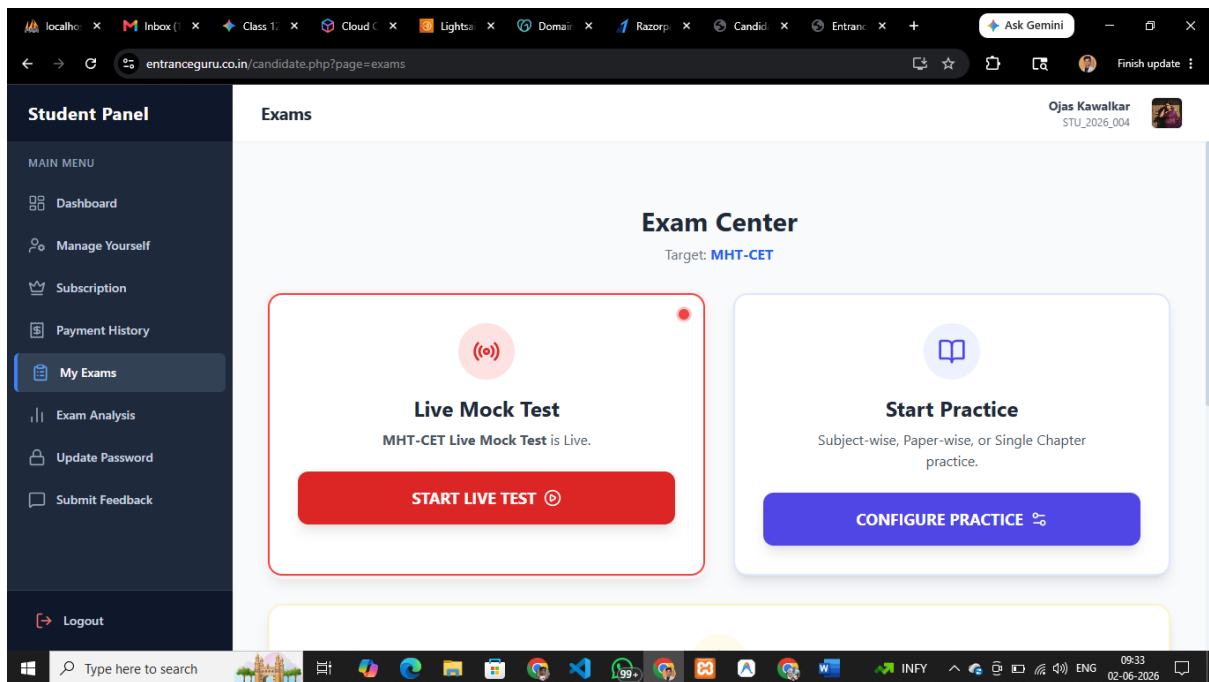 localho:
Inbox (1
Class 12
Cloud C
Lightsa
Domair
Razorpa
Candid
Entranc
Ask Gemini
entranceguru.co.in/candidate.php?page=exams
Finish update
Student Panel
Exams
Ojas Kawalkar
STU_2026_004
MAIN MENU
Dashboard
Manage Yourself
Subscription
Payment History
My Exams
Exam Analysis
Update Password
Submit Feedback
Logout
Exam Center
Target: MHT-CET
Live Mock Test
MHT-CET Live Mock Test is Live.
START LIVE TEST
Start Practice
Subject-wise, Paper-wise, or Single Chapter
practice.
CONFIGURE PRACTICE
Type here to search
99+
INFY
ENG
09:33
02-06-2026